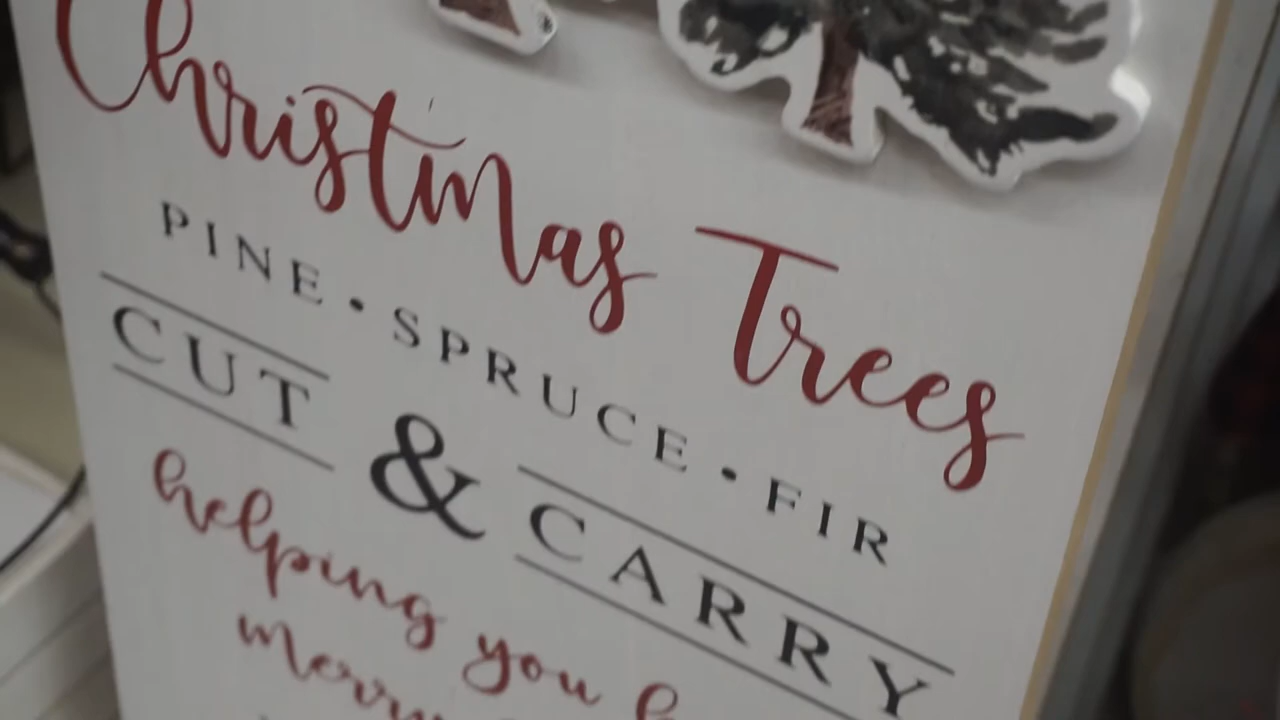 Christmas Trees
PINE • SPRUCE • FIR
CUT & CARRY
helping you